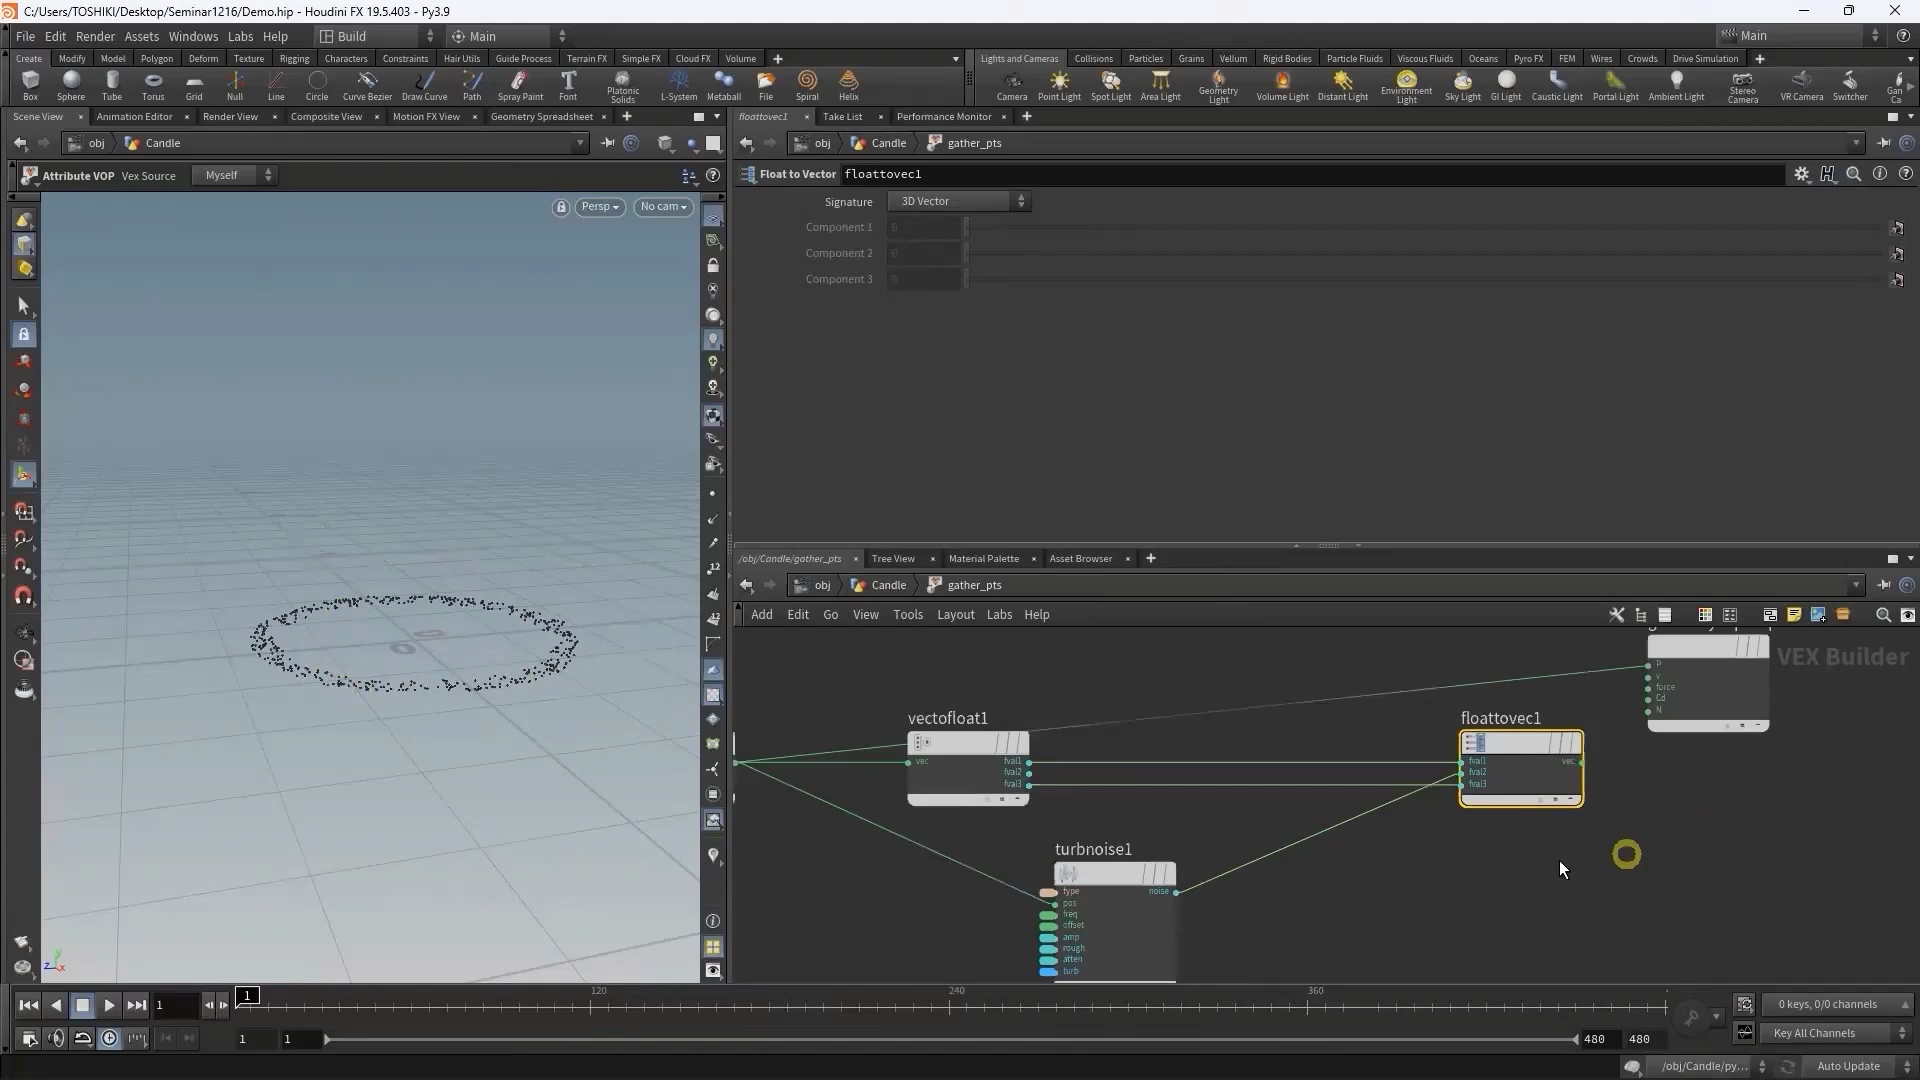 C:/Users/TOSHIKI/Desktop/Seminar1216/Demo.hip - Houdini FX 19.5.403 - Py3.9
File Edit Render Assets Windows Labs Help Build Main Main
Create Modify Model Polygon Deform Texture Rigging Characters Constraints Hair Utils Guide Process Terrain FX Simple FX Cloud FX Volume
Lights and Cameras Collisions Particles Grains Vellum Rigid Bodies Particle Fluids Viscous Fluids Oceans Pyro FX FEM Wires Crowds Drive Simulation
Box Sphere Tube Torus Grid Null Line Circle Curve Bezier Draw Curve Path Spray Paint Font Platonic Solids L-System Metaball File Spiral Helix
Camera Point Light Spot Light Area Light Geometry Light Volume Light Distant Light Environment Light Sky Light GI Light Caustic Light Portal Light Ambient Light Stereo Camera VR Camera Switcher Gan Ca
Scene View Animation Editor Render View Composite View Motion FX View Geometry Spreadsheet
floattovec1 Take List Performance Monitor
obj Candle
obj Candle gather_pts
Attribute VOP Vex Source Myself
Float to Vector floattovec1
Persp No cam
Signature 3D Vector
Component 1 0
Component 2 0
Component 3 0
/obj/Candle/gather_pts Tree View Material Palette Asset Browser
obj Candle gather_pts
Add Edit Go View Tools Layout Labs Help
VEX Builder
P
v
force
Cd
N
vectofloat1
vec
fval1
fval2
fval3
floattovec1
fval1
fval2
fval3
vec
turbnoise1
type
pos
freq
offset
amp
rough
atten
turb
noise
12
12
0
0
y
z x
1
1
120
240
360
0 keys, 0/0 channels
1
1
480
480
Key All Channels
/obj/Candle/py...
Auto Update